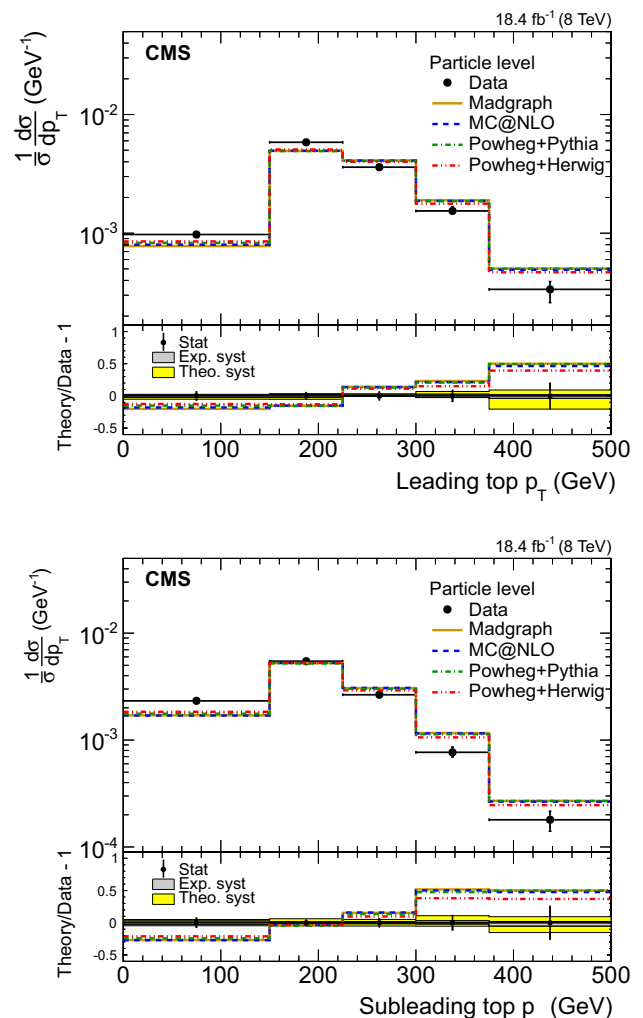 18.4 fb⁻¹ (8 TeV)
CMS
Particle level
Data
Madgraph
MC@NLO
Powheg+Pythia
Powheg+Herwig
1/σ dσ/dp_T (GeV⁻¹)
10⁻²
10⁻³
Stat
Exp. syst
Theo. syst
Theory/Data - 1
1
0.5
0
-0.5
0 100 200 300 400 500
Leading top p_T (GeV)
18.4 fb⁻¹ (8 TeV)
CMS
Particle level
Data
Madgraph
MC@NLO
Powheg+Pythia
Powheg+Herwig
1/σ dσ/dp_T (GeV⁻¹)
10⁻²
10⁻³
10⁻⁴
Stat
Exp. syst
Theo. syst
Theory/Data - 1
1
0.5
0
-0.5
0 100 200 300 400 500
Subleading top p (GeV)